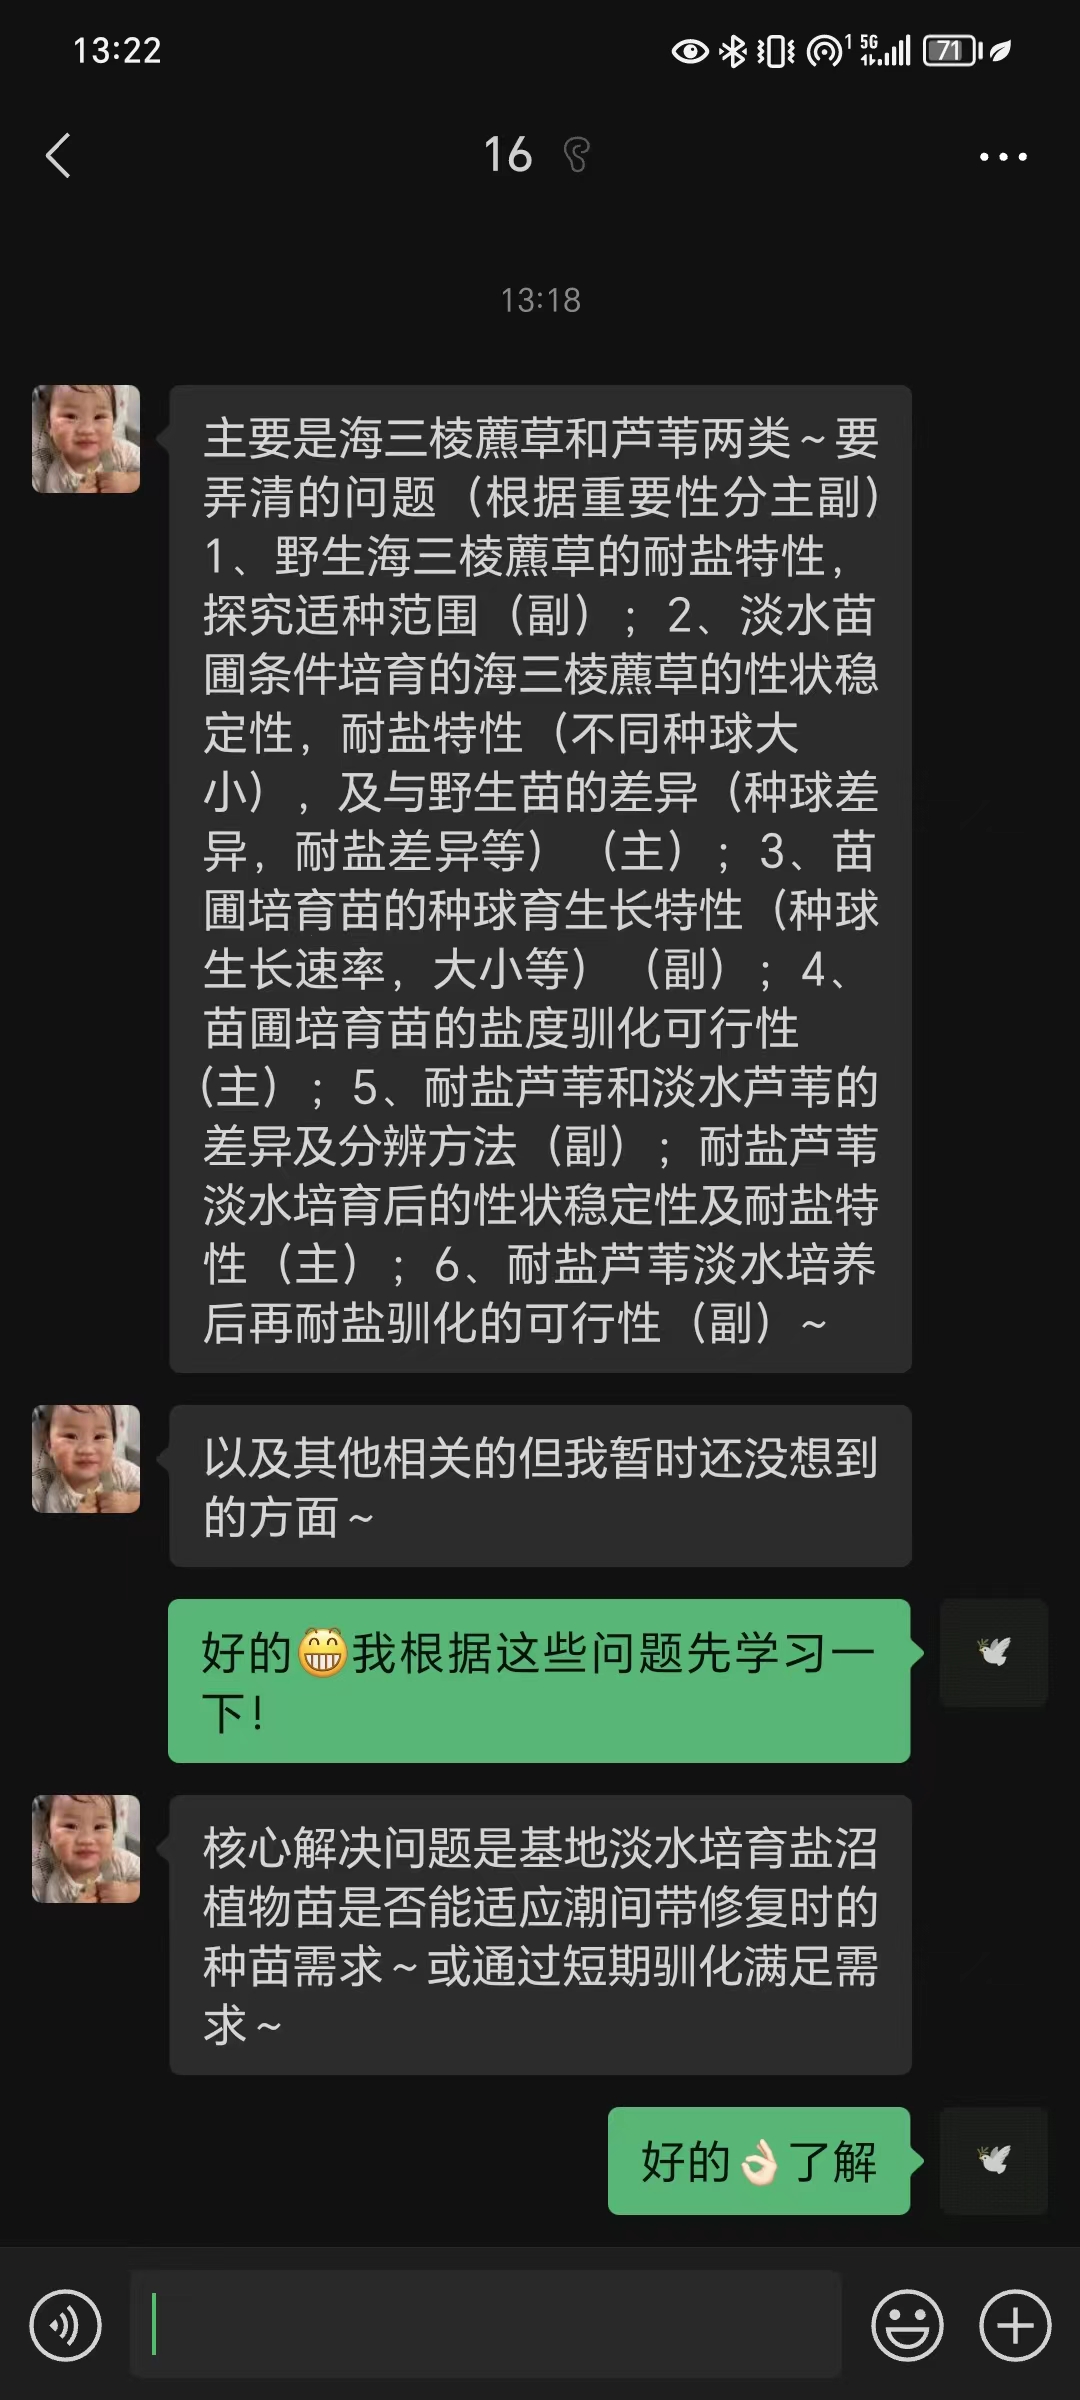 13:22
1 5G 71
16
13:18
主要是海三棱藨草和芦苇两类~要
弄清的问题（根据重要性分主副）
1、野生海三棱藨草的耐盐特性，
探究适种范围（副）；2、淡水苗
圃条件培育的海三棱藨草的性状稳
定性，耐盐特性（不同种球大
小），及与野生苗的差异（种球差
异，耐盐差异等）（主）；3、苗
圃培育苗的种球育生长特性（种球
生长速率，大小等）（副）；4、
苗圃培育苗的盐度驯化可行性
（主）；5、耐盐芦苇和淡水芦苇的
差异及分辨方法（副）；耐盐芦苇
淡水培育后的性状稳定性及耐盐特
性（主）；6、耐盐芦苇淡水培养
后再耐盐驯化的可行性（副）~
以及其他相关的但我暂时还没想到
的方面~
好的😁我根据这些问题先学习一
下！
核心解决问题是基地淡水培育盐沼
植物苗是否能适应潮间带修复时的
种苗需求~或通过短期驯化满足需
求~
好的👌🏻了解